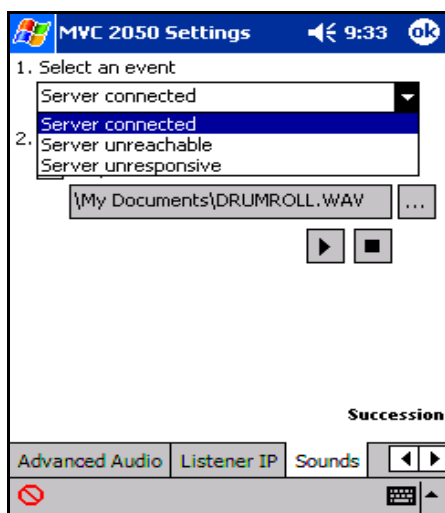 MVC 2050 Settings 9:33 ok
1. Select an event
Server connected
Server connected
2.
Server unreachable
Server unresponsive
\My Documents\DRUMROLL.WAV ...
Succession
Advanced Audio Listener IP Sounds